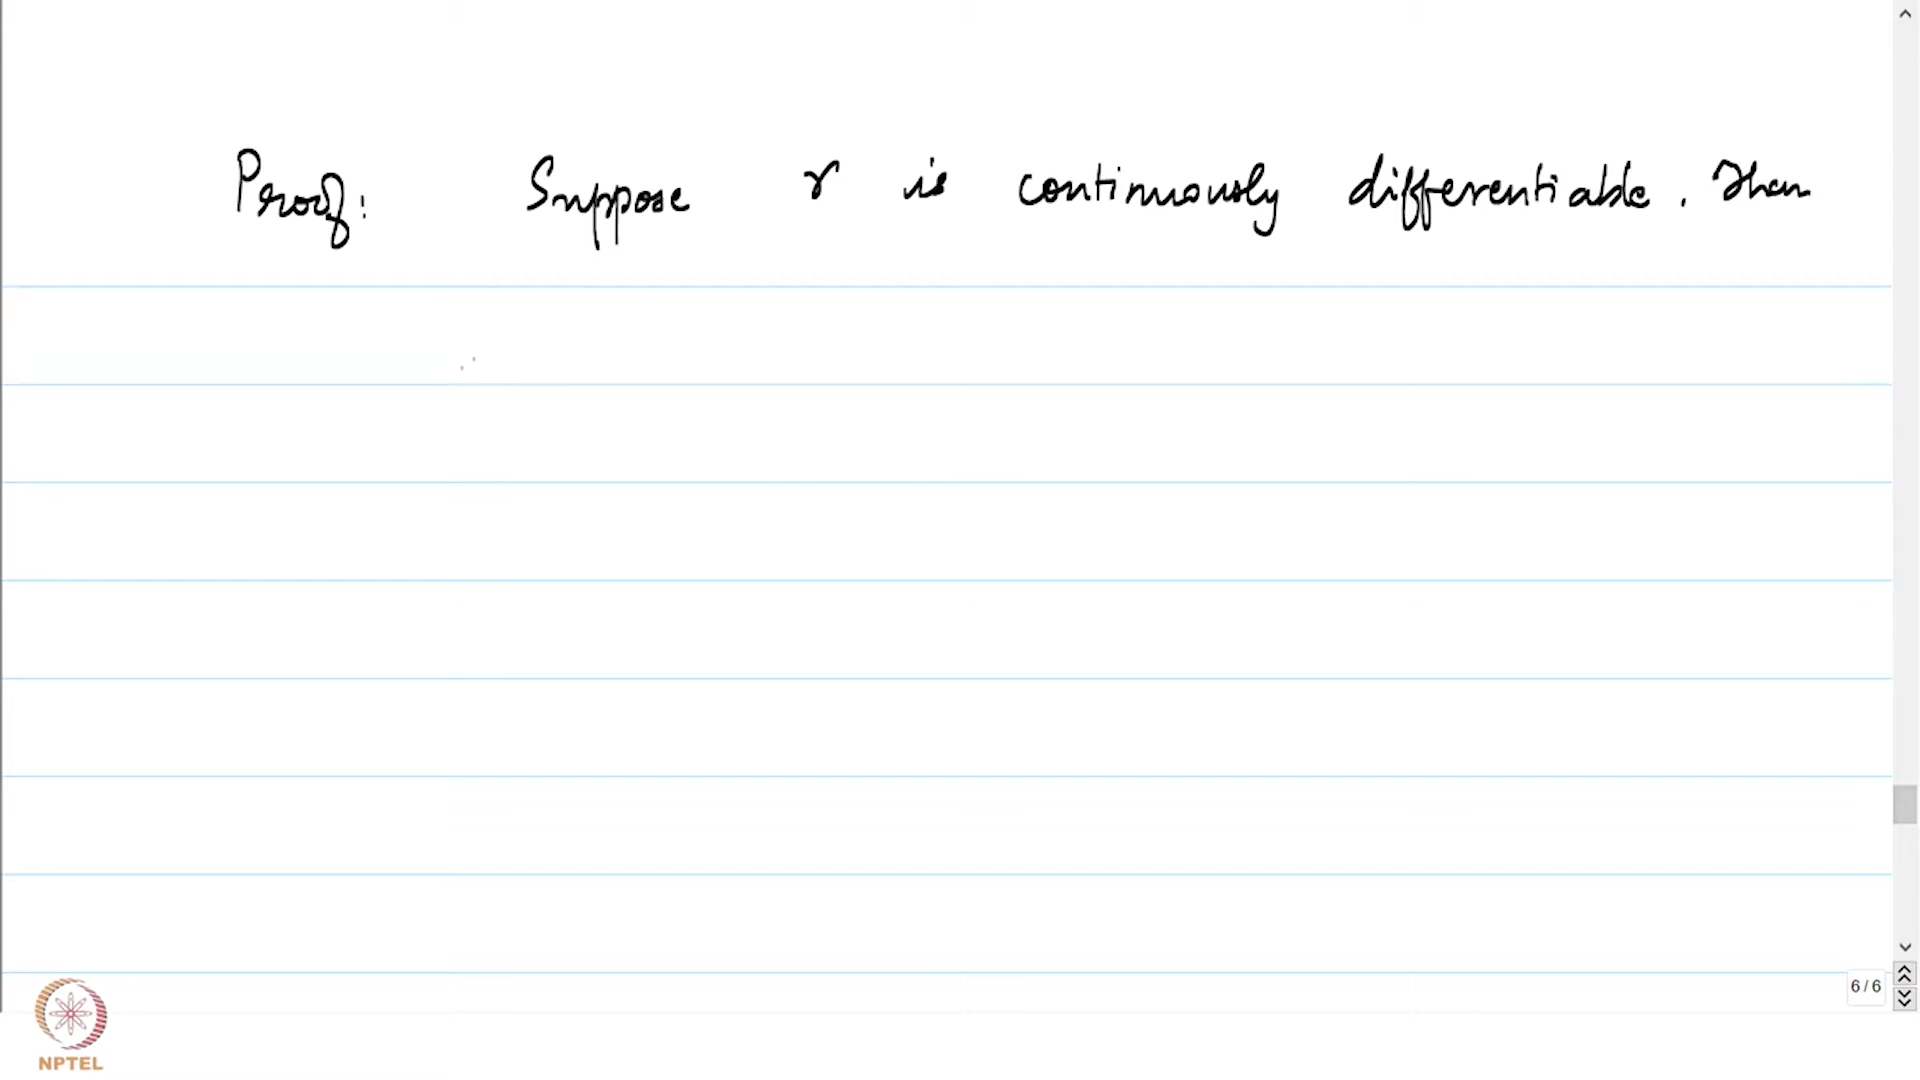 Proof: Suppose γ is continuously differentiable. Then
6 / 6
NPTEL